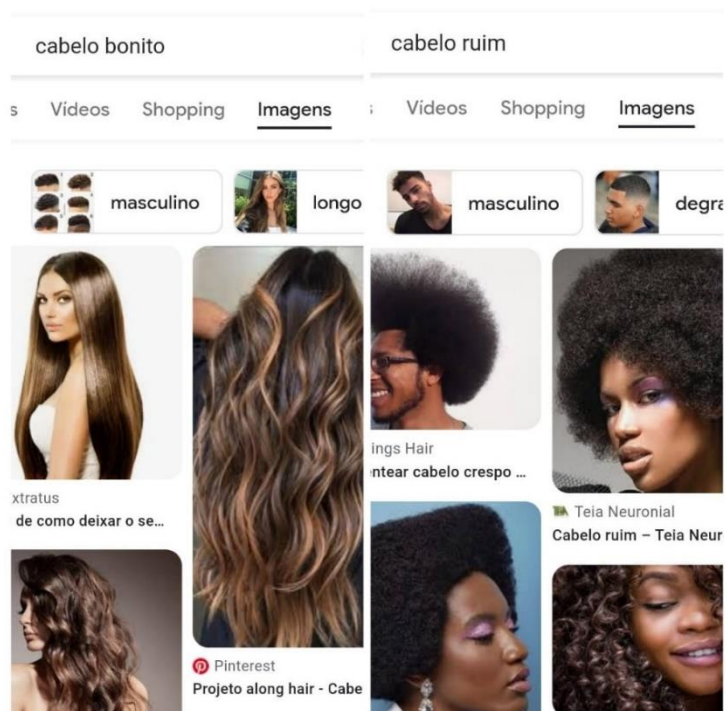 cabelo bonito
s Vídeos Shopping Imagens
masculino longo
xtratus
de como deixar o se...
Pinterest
Projeto along hair - Cabe
cabelo ruim
Vídeos Shopping Imagens
masculino degra
ings Hair
entear cabelo crespo ...
Teia Neuronial
Cabelo ruim – Teia Neur